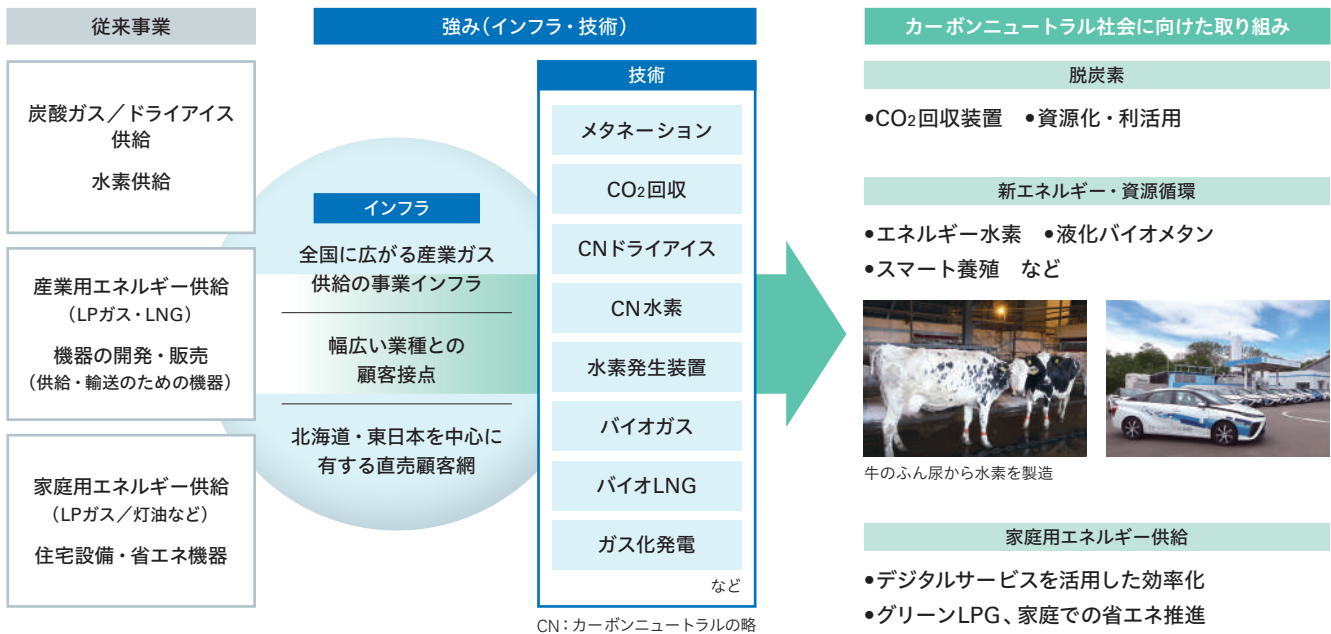 従来事業
炭酸ガス／ドライアイス
供給
水素供給
産業用エネルギー供給
（LPガス・LNG）
機器の開発・販売
（供給・輸送のための機器）
家庭用エネルギー供給
（LPガス／灯油など）
住宅設備・省エネ機器
強み（インフラ・技術）
インフラ
全国に広がる産業ガス
供給の事業インフラ
幅広い業種との
顧客接点
北海道・東日本を中心に
有する直売顧客網
技術
メタネーション
CO2回収
CNドライアイス
CN水素
水素発生装置
バイオガス
バイオLNG
ガス化発電
など
CN：カーボンニュートラルの略
カーボンニュートラル社会に向けた取り組み
脱炭素
●CO2回収装置　●資源化・利活用
新エネルギー・資源循環
●エネルギー水素　●液化バイオメタン
●スマート養殖　など
牛のふん尿から水素を製造
家庭用エネルギー供給
●デジタルサービスを活用した効率化
●グリーンLPG、家庭での省エネ推進